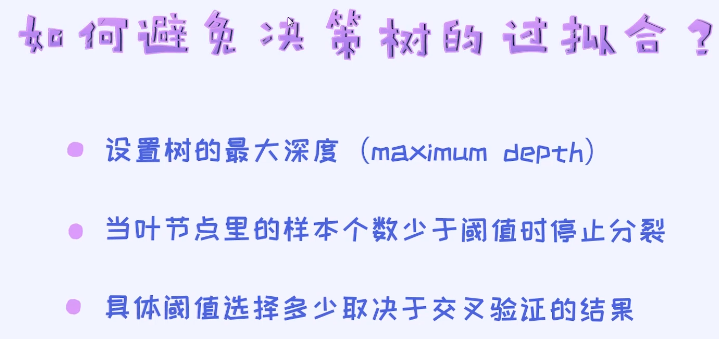 如何避免决策树的过拟合？
设置树的最大深度（maximum depth）
当叶节点里的样本个数少于阈值时停止分裂
具体阈值选择多少取决于交叉验证的结果